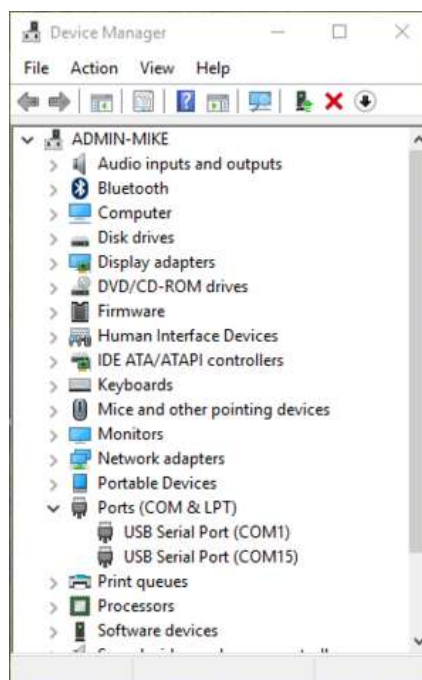 Device Manager
File Action View Help
ADMIN-MIKE
Audio inputs and outputs
Bluetooth
Computer
Disk drives
Display adapters
DVD/CD-ROM drives
Firmware
Human Interface Devices
IDE ATA/ATAPI controllers
Keyboards
Mice and other pointing devices
Monitors
Network adapters
Portable Devices
Ports (COM & LPT)
USB Serial Port (COM1)
USB Serial Port (COM15)
Print queues
Processors
Software devices